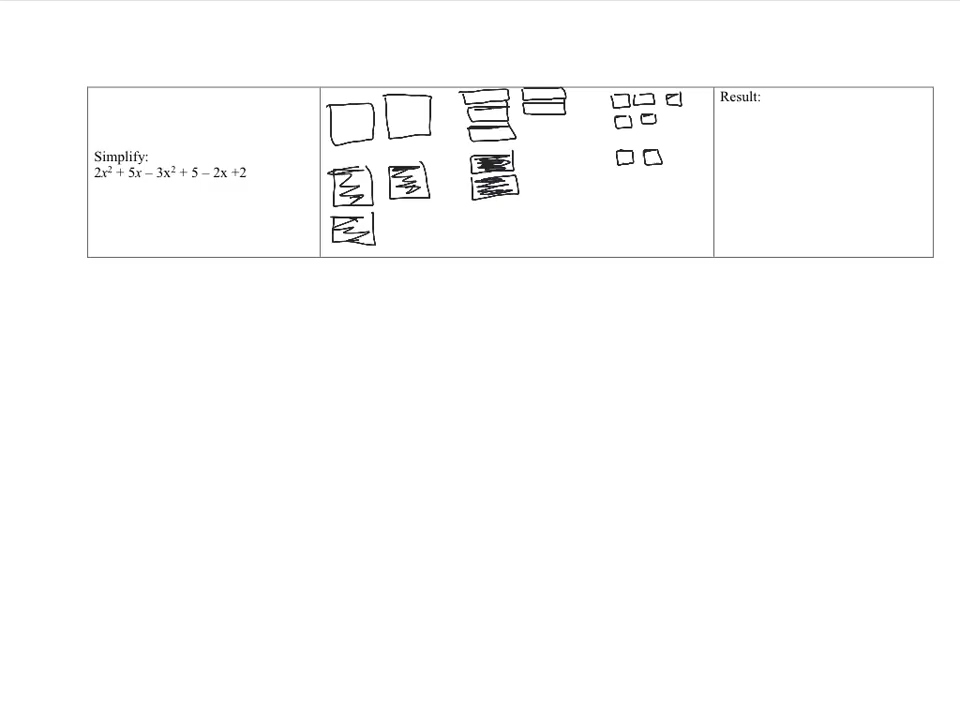 Result:
Simplify:
2x² + 5x – 3x² + 5 – 2x +2